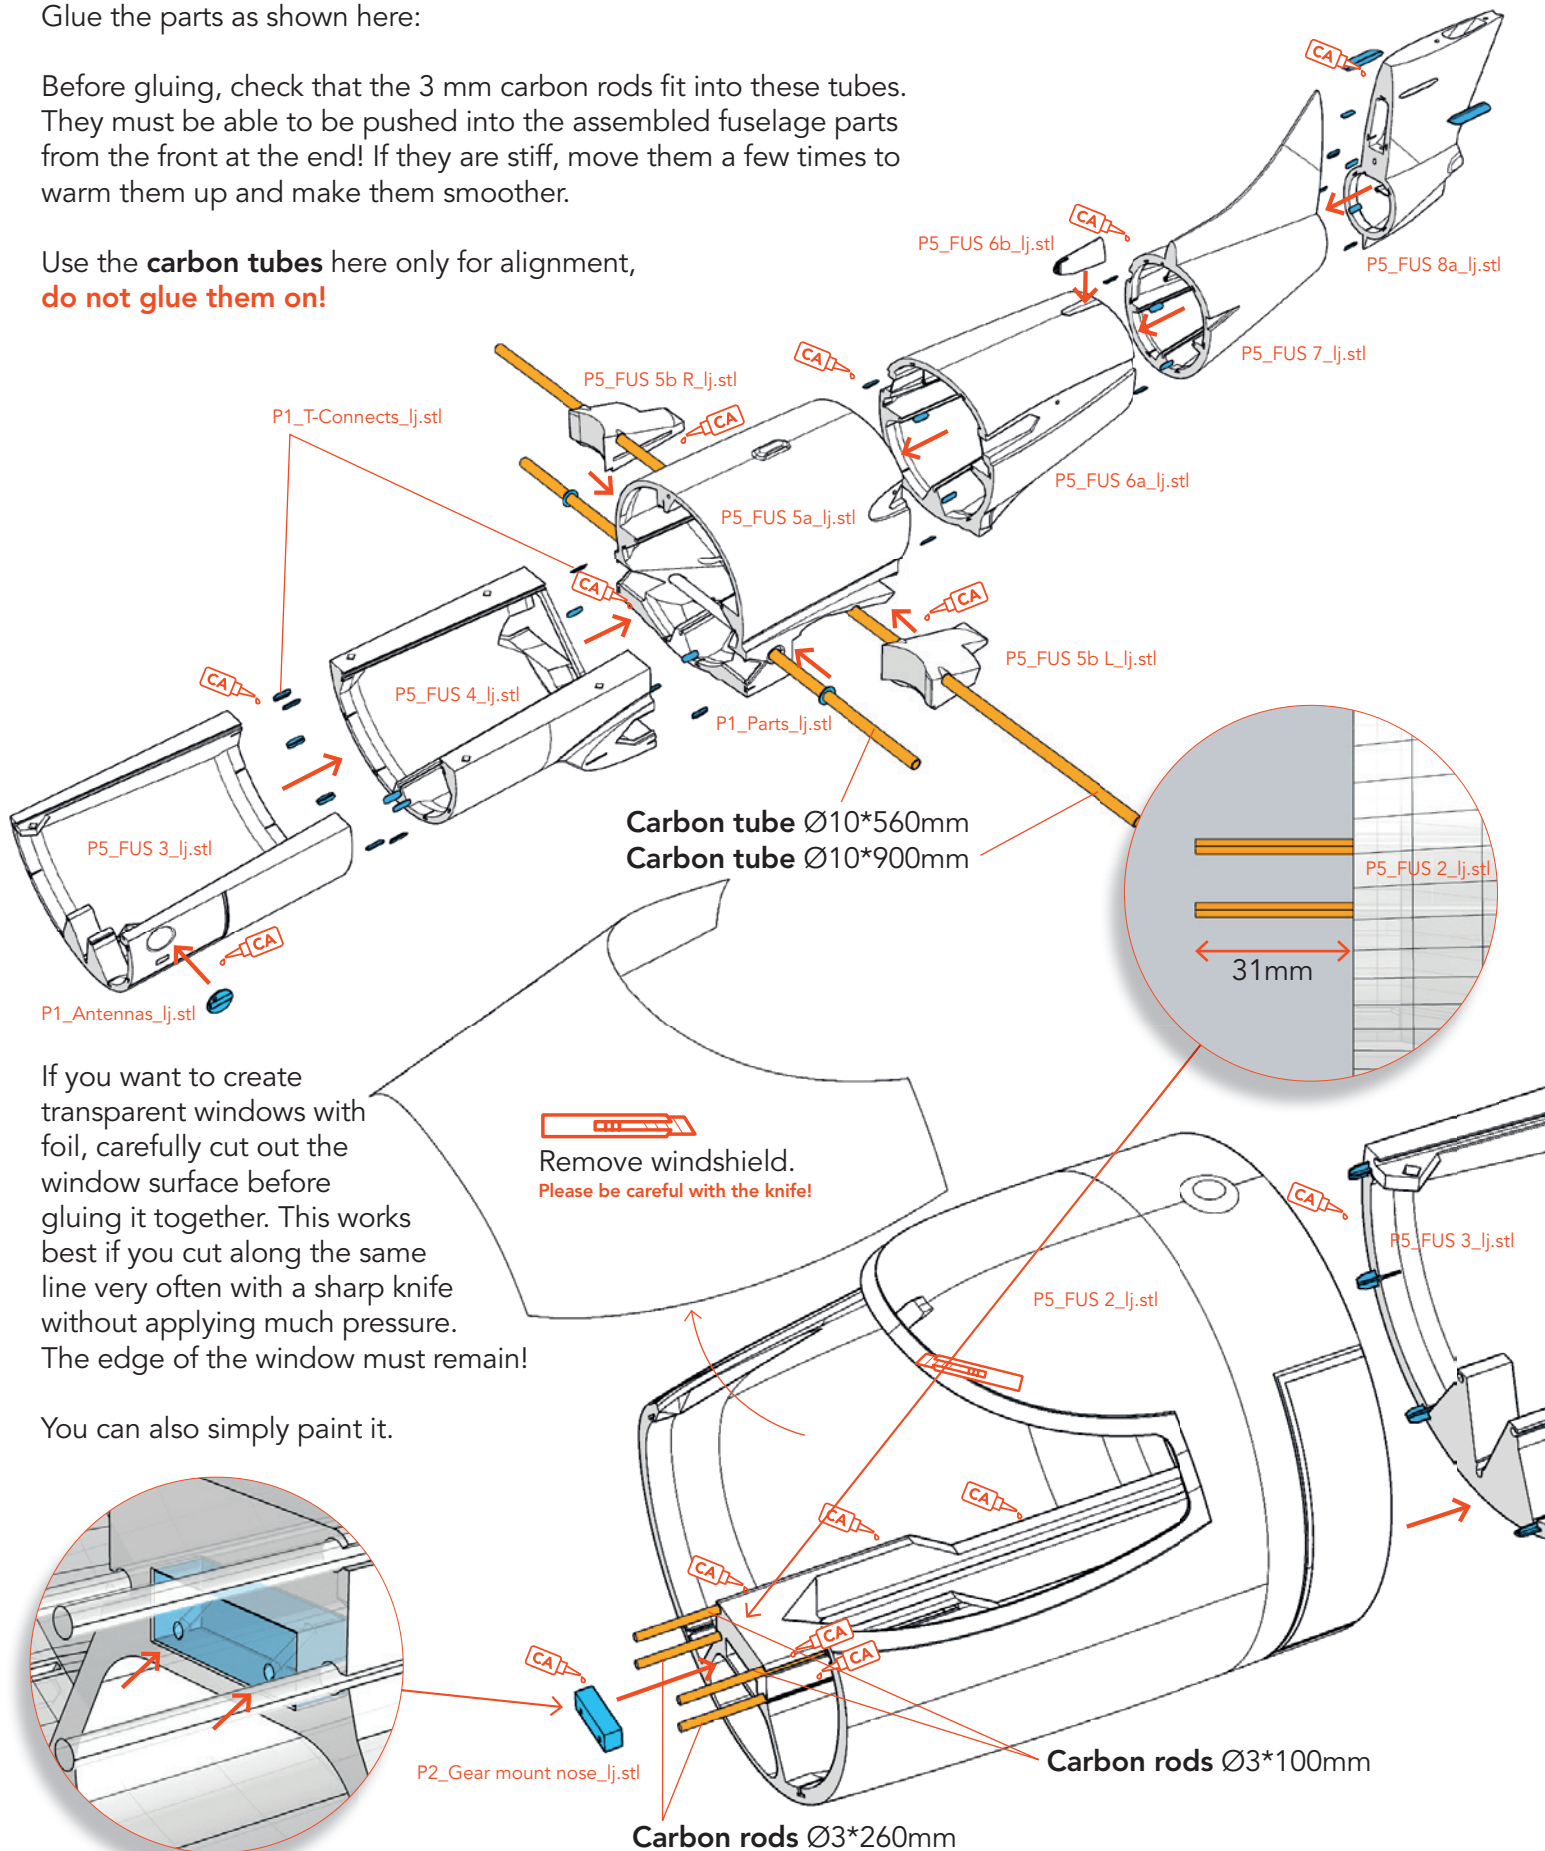 Glue the parts as shown here:
Before gluing, check that the 3 mm carbon rods fit into these tubes.
They must be able to be pushed into the assembled fuselage parts
from the front at the end! If they are stiff, move them a few times to
warm them up and make them smoother.
Use the carbon tubes here only for alignment,
do not glue them on!
CA
CA
P5_FUS 6b_lj.stl
P5_FUS 8a_lj.stl
CA
P5_FUS 7_lj.stl
P5_FUS 5b R_lj.stl
P1_T-Connects_lj.stl
CA
P5_FUS 6a_lj.stl
P5_FUS 5a_lj.stl
CA
CA
P5_FUS 5b L_lj.stl
CA
P5_FUS 4_lj.stl
P1_Parts_lj.stl
Carbon tube Ø10*560mm
Carbon tube Ø10*900mm
P5_FUS 3_lj.stl
P5_FUS 2_lj.stl
CA
31mm
P1_Antennas_lj.stl
If you want to create
transparent windows with
foil, carefully cut out the
window surface before
gluing it together. This works
best if you cut along the same
line very often with a sharp knife
without applying much pressure.
The edge of the window must remain!
You can also simply paint it.
Remove windshield.
Please be careful with the knife!
CA
P5_FUS 3_lj.stl
P5_FUS 2_lj.stl
CA
CA
CA
CA
CA
CA
P2_Gear mount nose_lj.stl
Carbon rods Ø3*100mm
Carbon rods Ø3*260mm